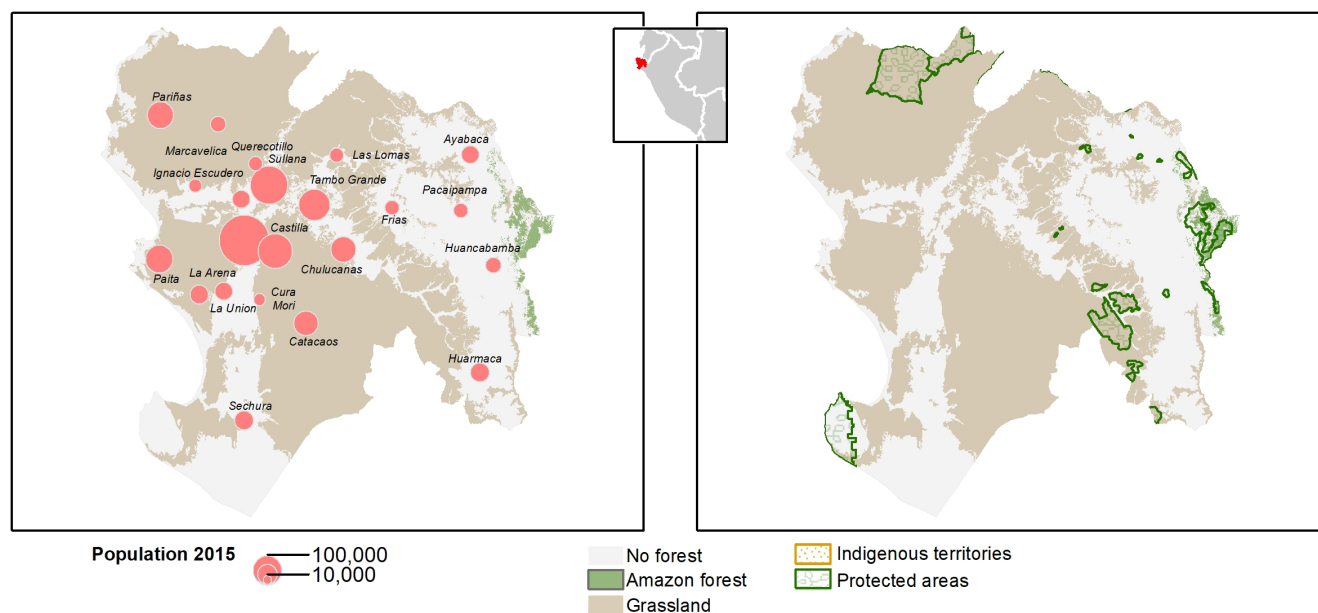 Pariñas
Marcavelica
Querecotillo
Sullana
Las Lomas
Ayabaca
Ignacio Escudero
Tambo Grande
Pacaipampa
Frias
Castilla
Huancabamba
Chulucanas
Paita
La Arena
La Union
Cura
Mori
Catacaos
Huarmaca
Sechura
Population 2015
100,000
10,000
No forest
Amazon forest
Grassland
Indigenous territories
Protected areas